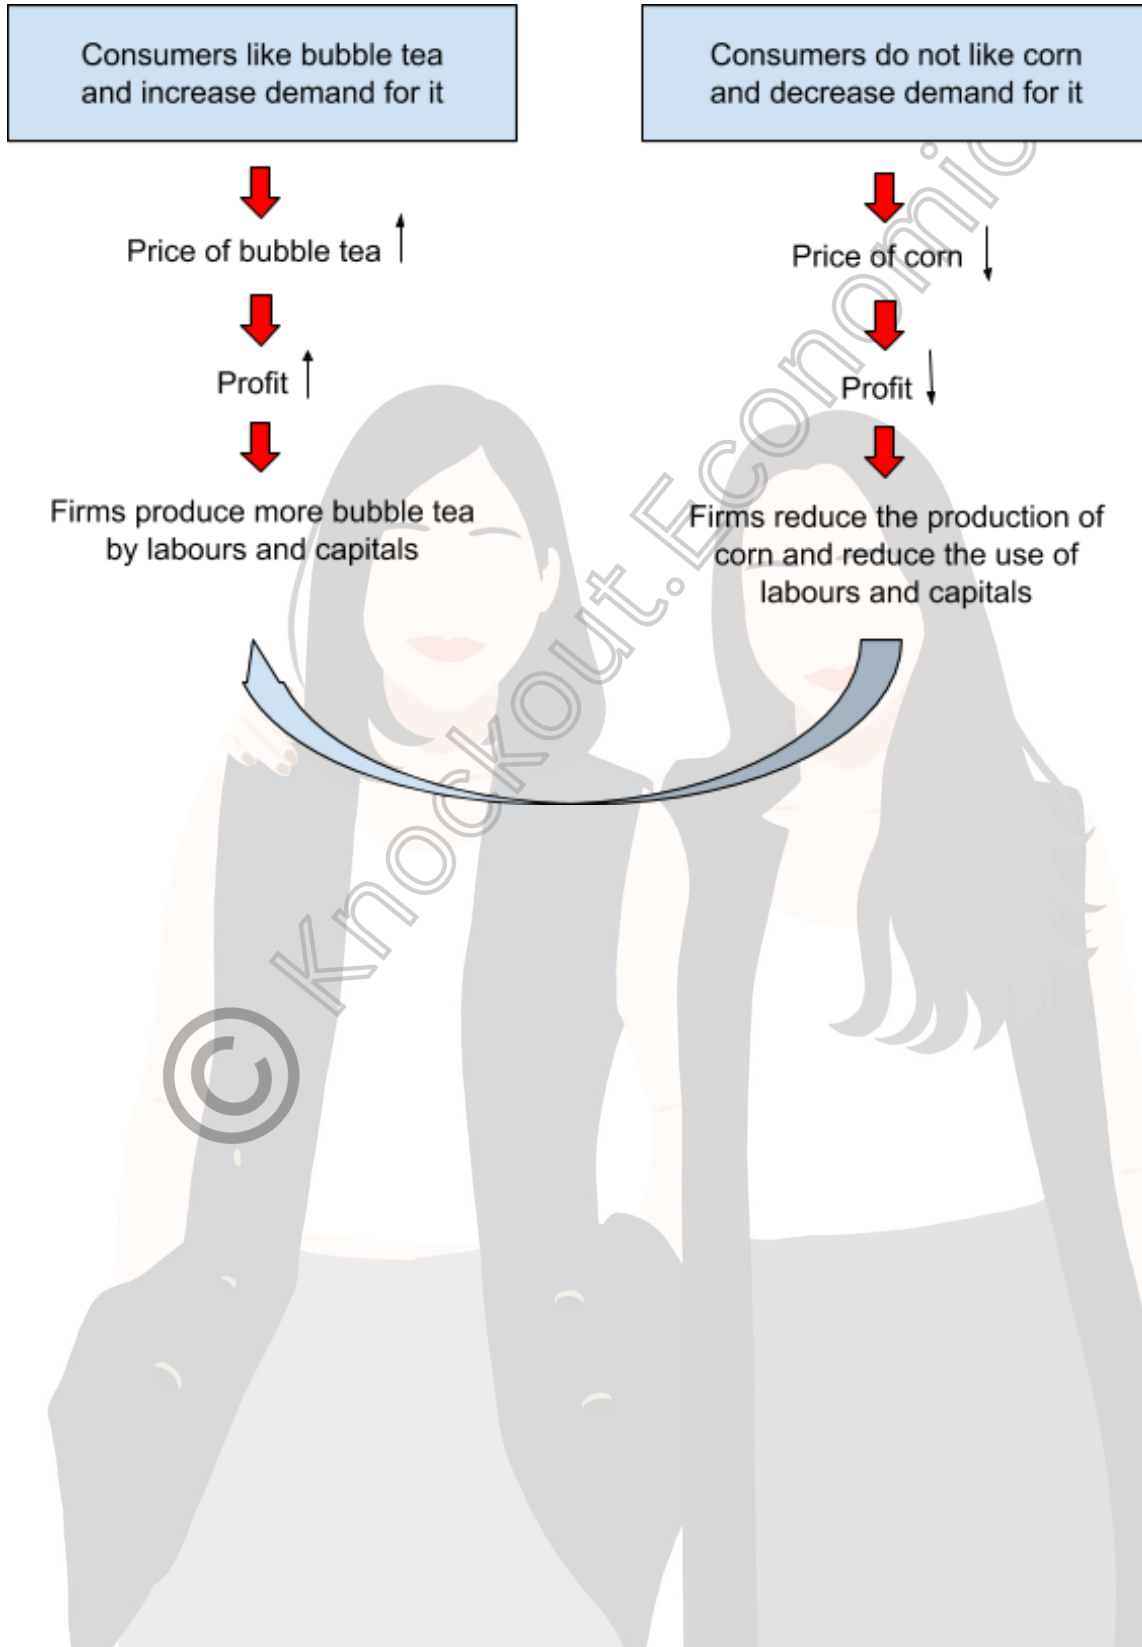 Consumers like bubble tea
and increase demand for it
Price of bubble tea
Profit
Firms produce more bubble tea
by labours and capitals
Consumers do not like corn
and decrease demand for it
Price of corn
Profit
Firms reduce the production of
corn and reduce the use of
labours and capitals
© Knockout.Economic